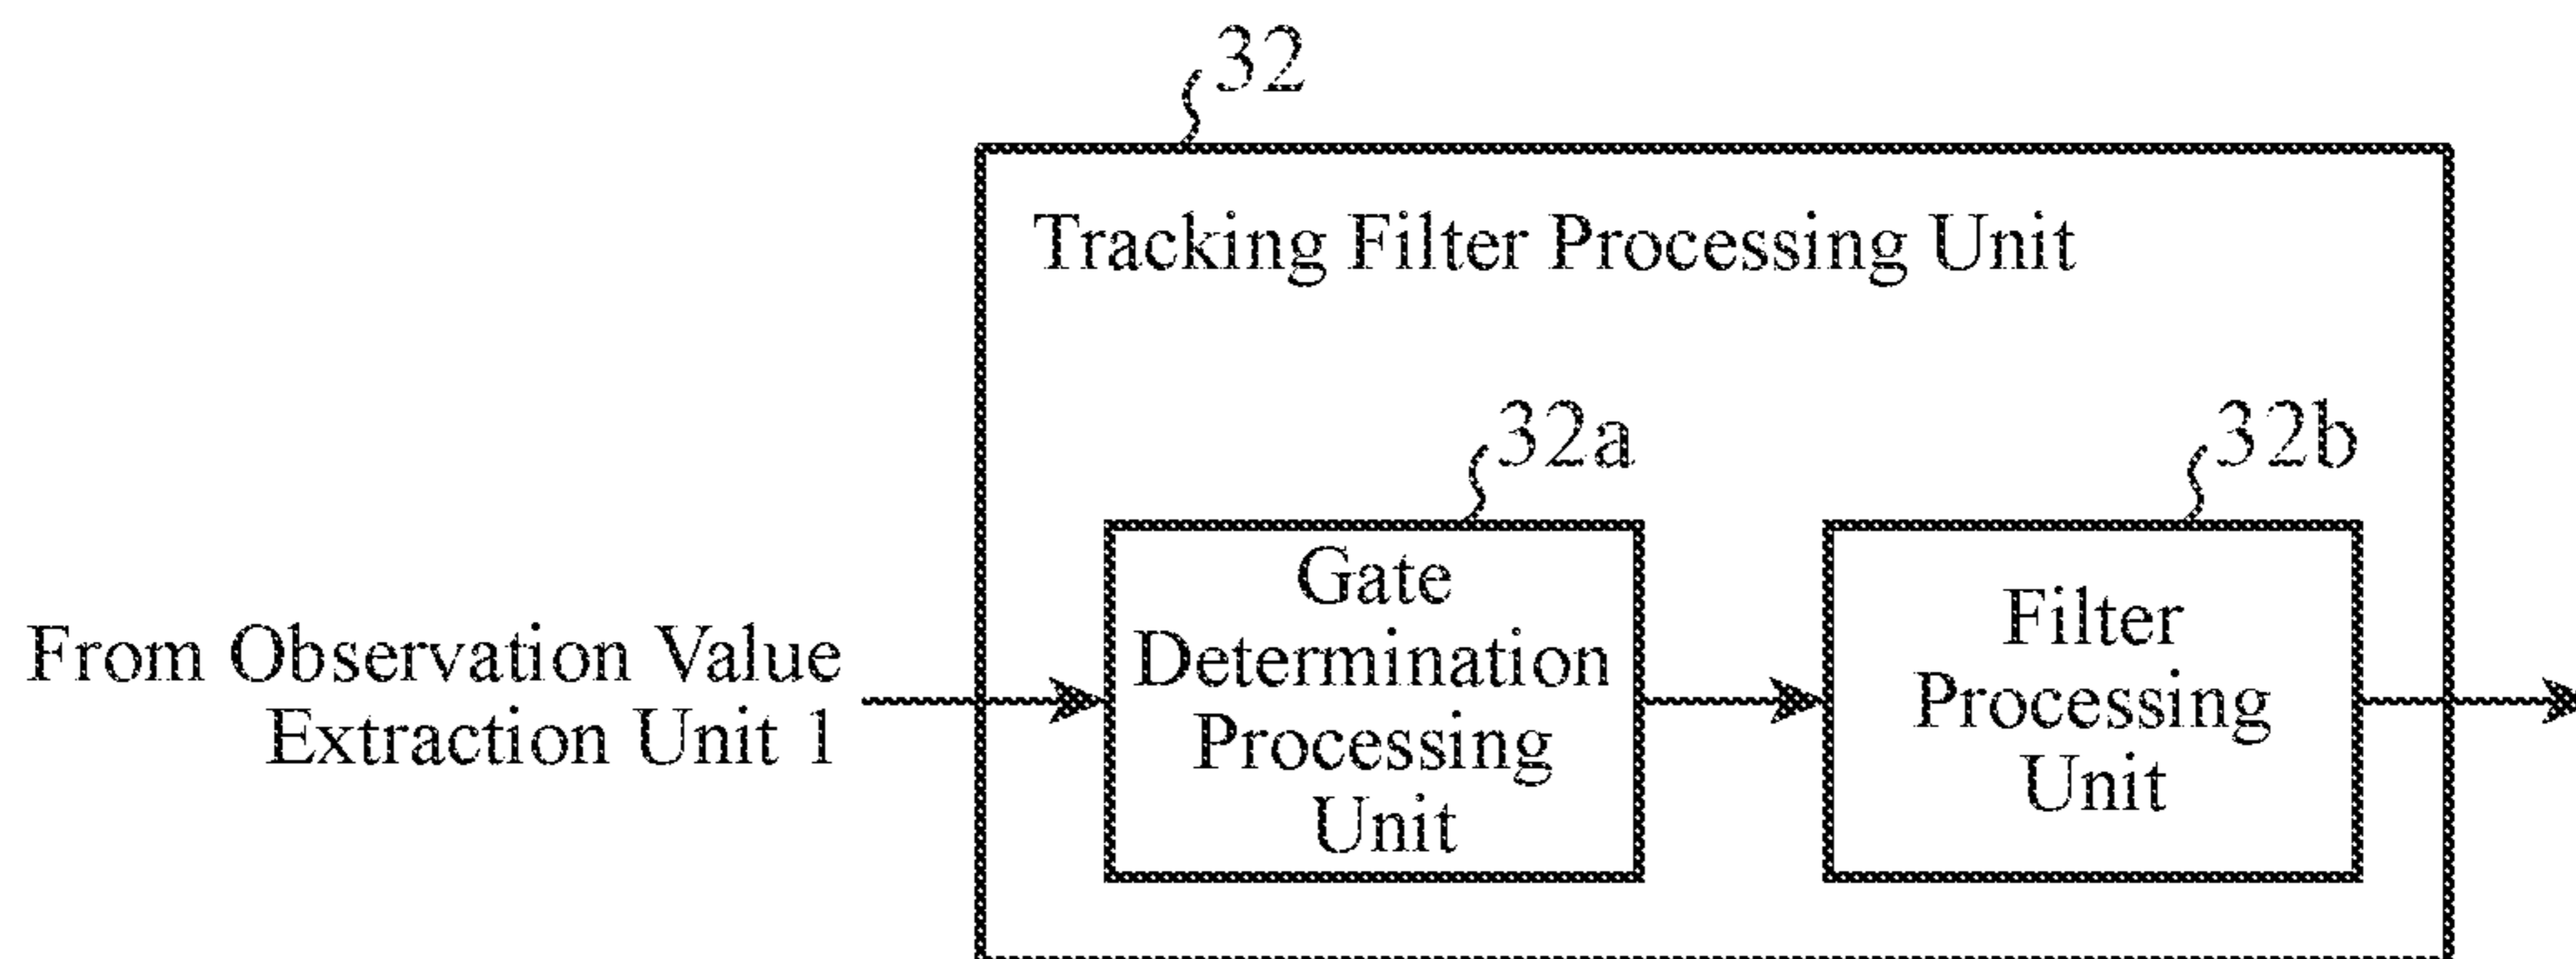 32
Tracking Filter Processing Unit
32a
32b
From Observation Value
Extraction Unit 1
Gate
Determination
Processing
Unit
Filter
Processing
Unit